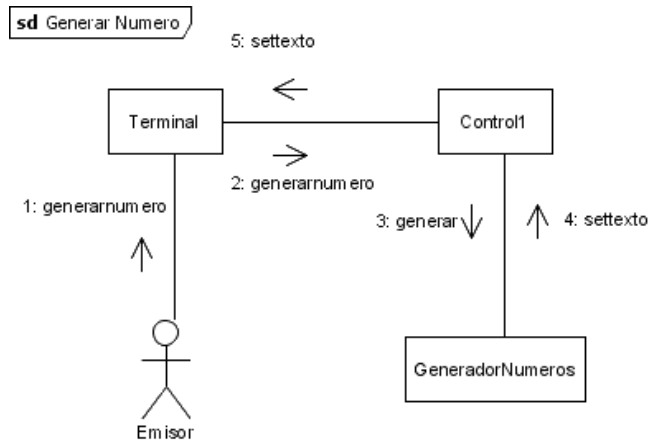 sd Generar Numero
5: settexto
Terminal
Control1
2: generarnumero
1: generarnumero
3: generar
4: settexto
GeneradorNumeros
Emisor